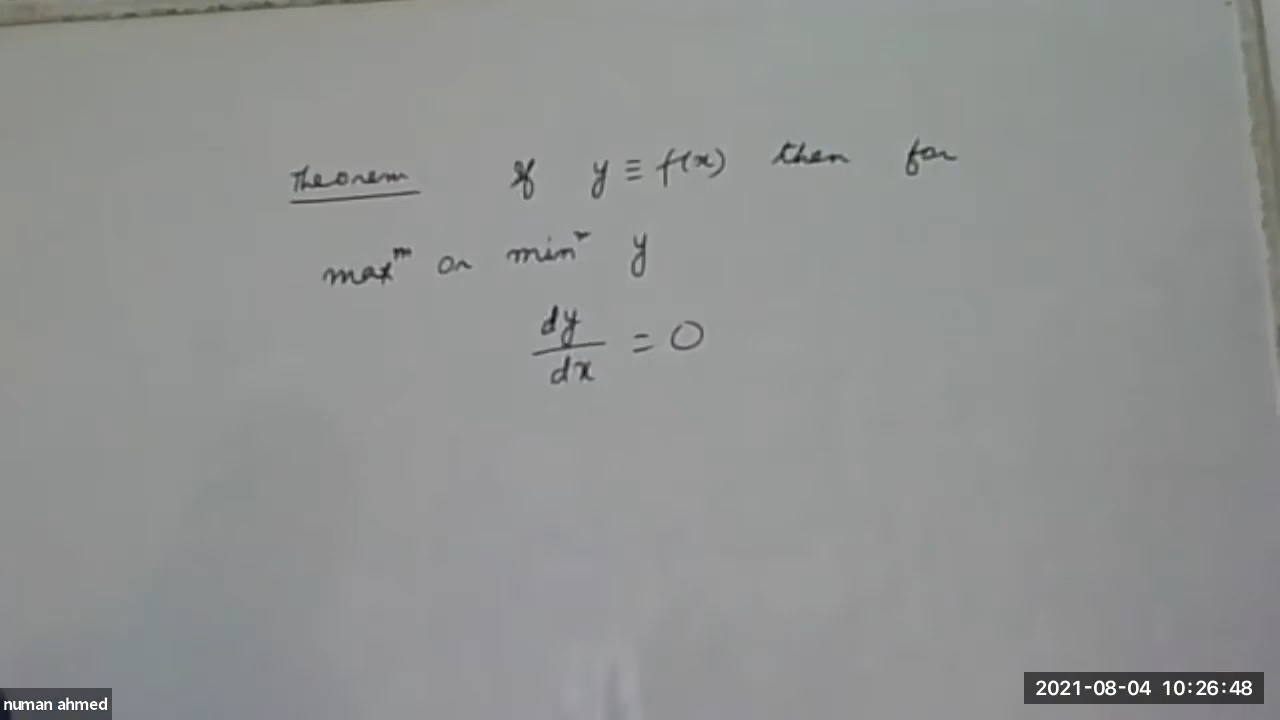 Theorem If y ≡ f(x) then for
maxᵐ or minᵐ y
dy/dx = 0
numan ahmed
2021-08-04 10:26:48